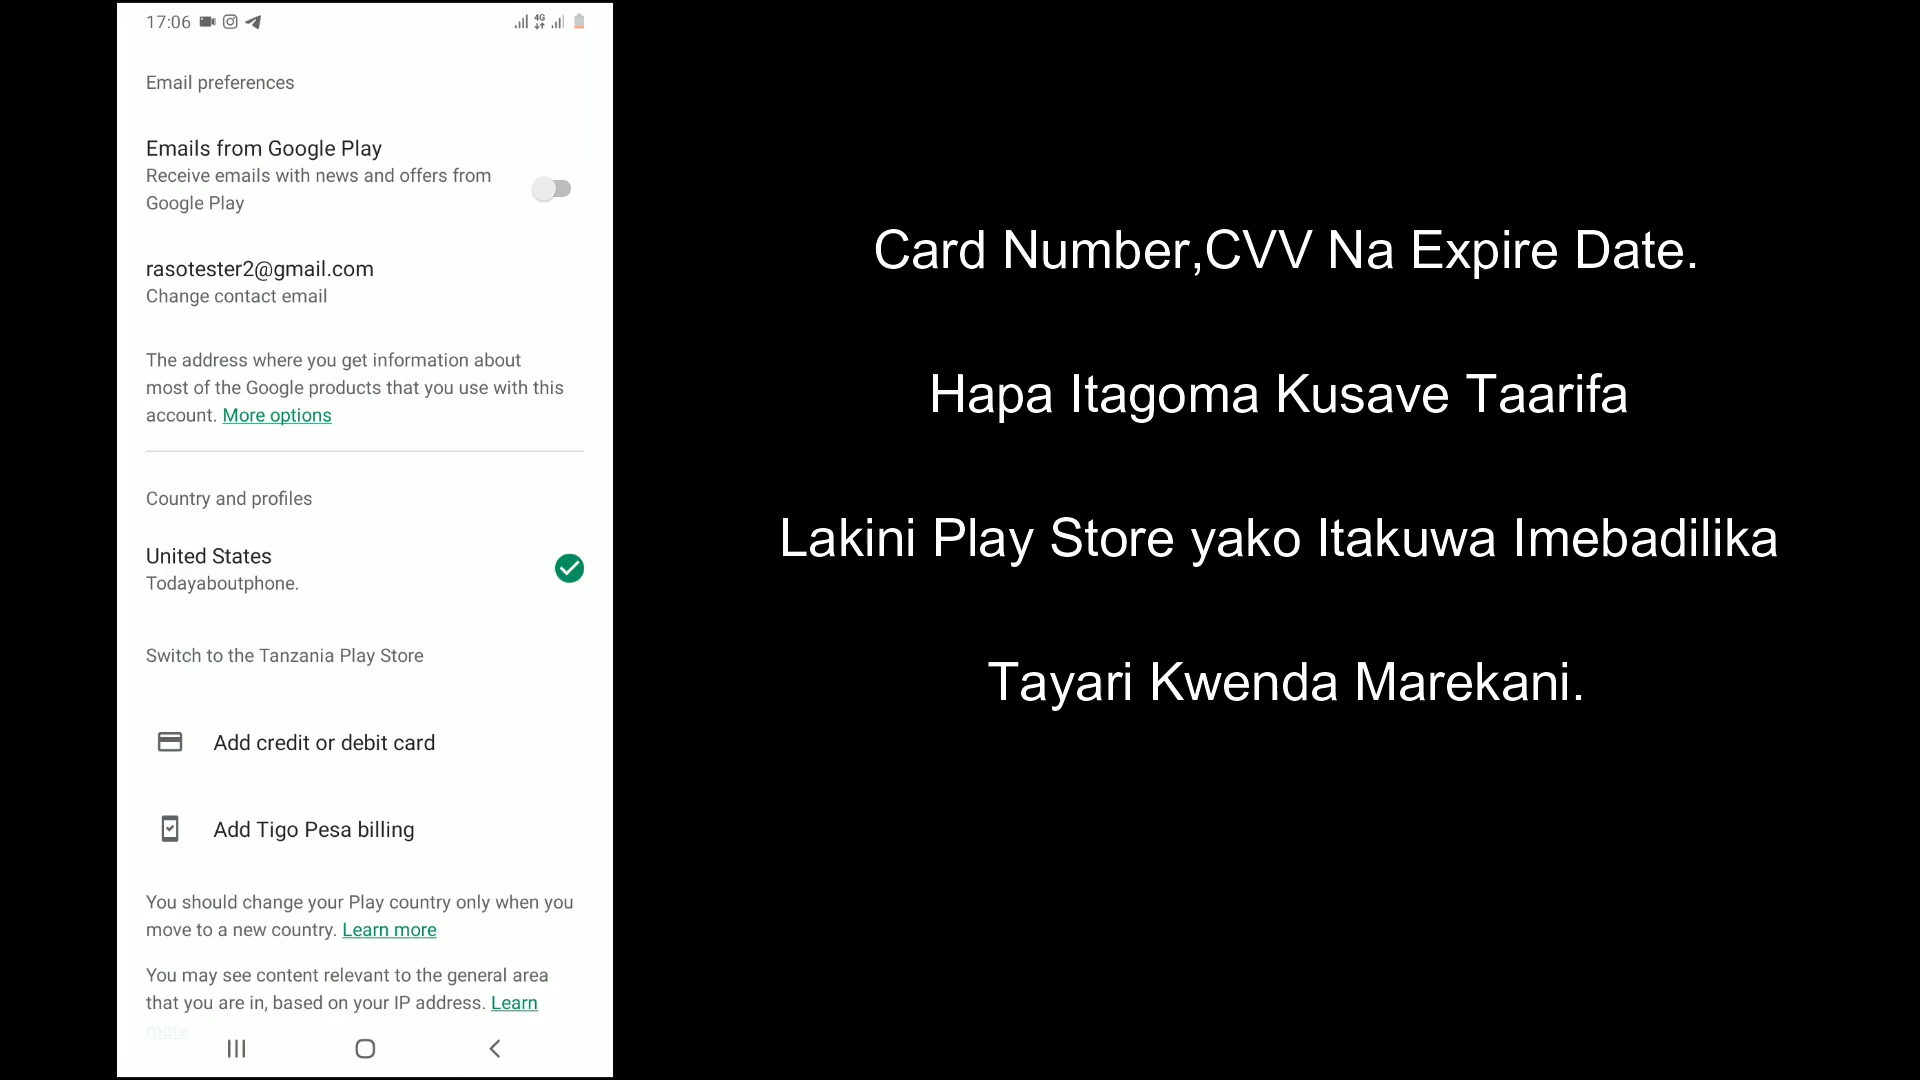 17:06
4G
Email preferences
Emails from Google Play
Receive emails with news and offers from
Google Play
rasotester2@gmail.com
Change contact email
The address where you get information about
most of the Google products that you use with this
account. More options
Country and profiles
United States
Todayaboutphone.
Switch to the Tanzania Play Store
Add credit or debit card
Add Tigo Pesa billing
You should change your Play country only when you
move to a new country. Learn more
You may see content relevant to the general area
that you are in, based on your IP address. Learn
more
Card Number,CVV Na Expire Date.
Hapa Itagoma Kusave Taarifa
Lakini Play Store yako Itakuwa Imebadilika
Tayari Kwenda Marekani.